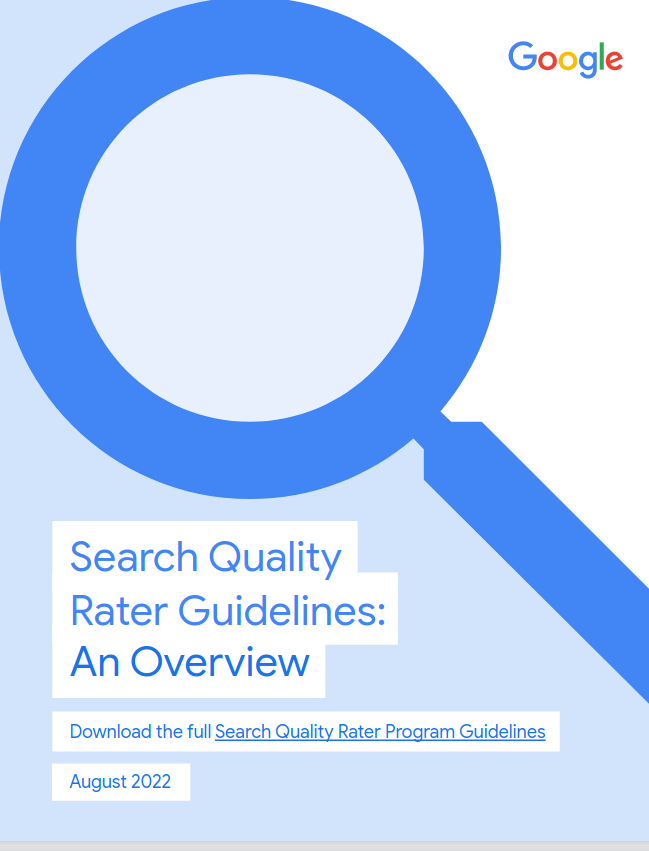 Google
Search Quality
Rater Guidelines:
An Overview
Download the full Search Quality Rater Program Guidelines
August 2022